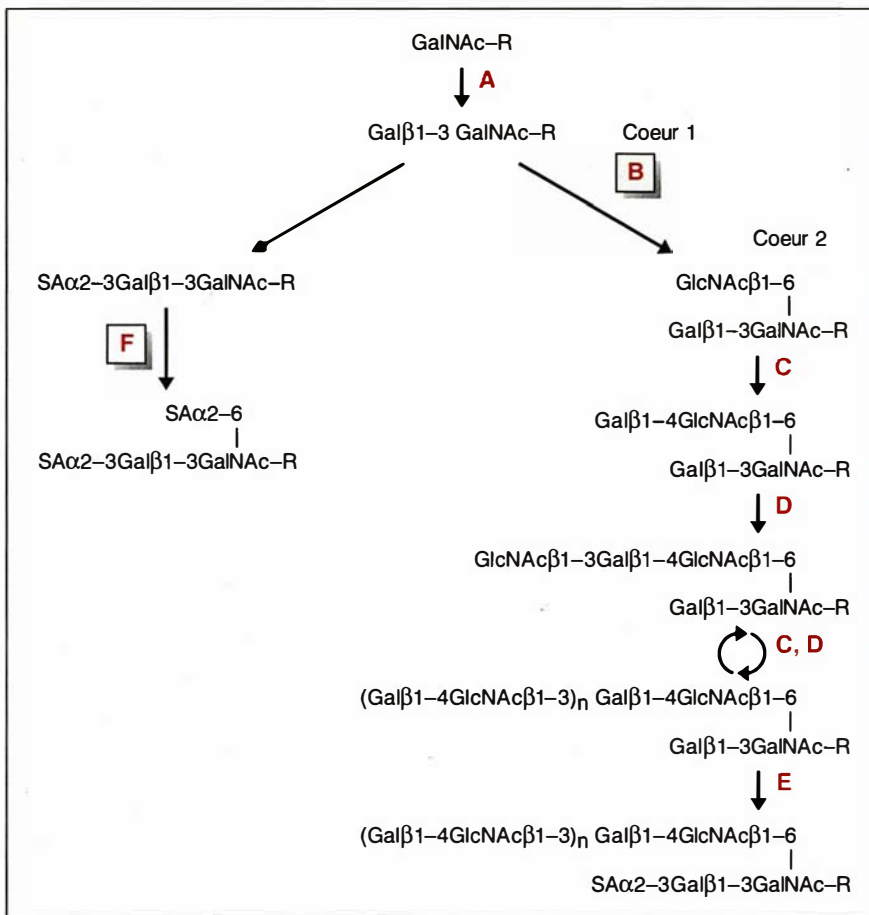 GalNAc–R
A
Galβ1–3 GalNAc–R
Coeur 1
B
Coeur 2
SAα2–3Galβ1–3GalNAc–R
GlcNAcβ1–6
Galβ1–3GalNAc–R
F
C
SAα2–6
SAα2–3Galβ1–3GalNAc–R
Galβ1–4GlcNAcβ1–6
Galβ1–3GalNAc–R
D
GlcNAcβ1–3Galβ1–4GlcNAcβ1–6
Galβ1–3GalNAc–R
C, D
(Galβ1–4GlcNAcβ1–3)n Galβ1–4GlcNAcβ1–6
Galβ1–3GalNAc–R
E
(Galβ1–4GlcNAcβ1–3)n Galβ1–4GlcNAcβ1–6
SAα2–3Galβ1–3GalNAc–R